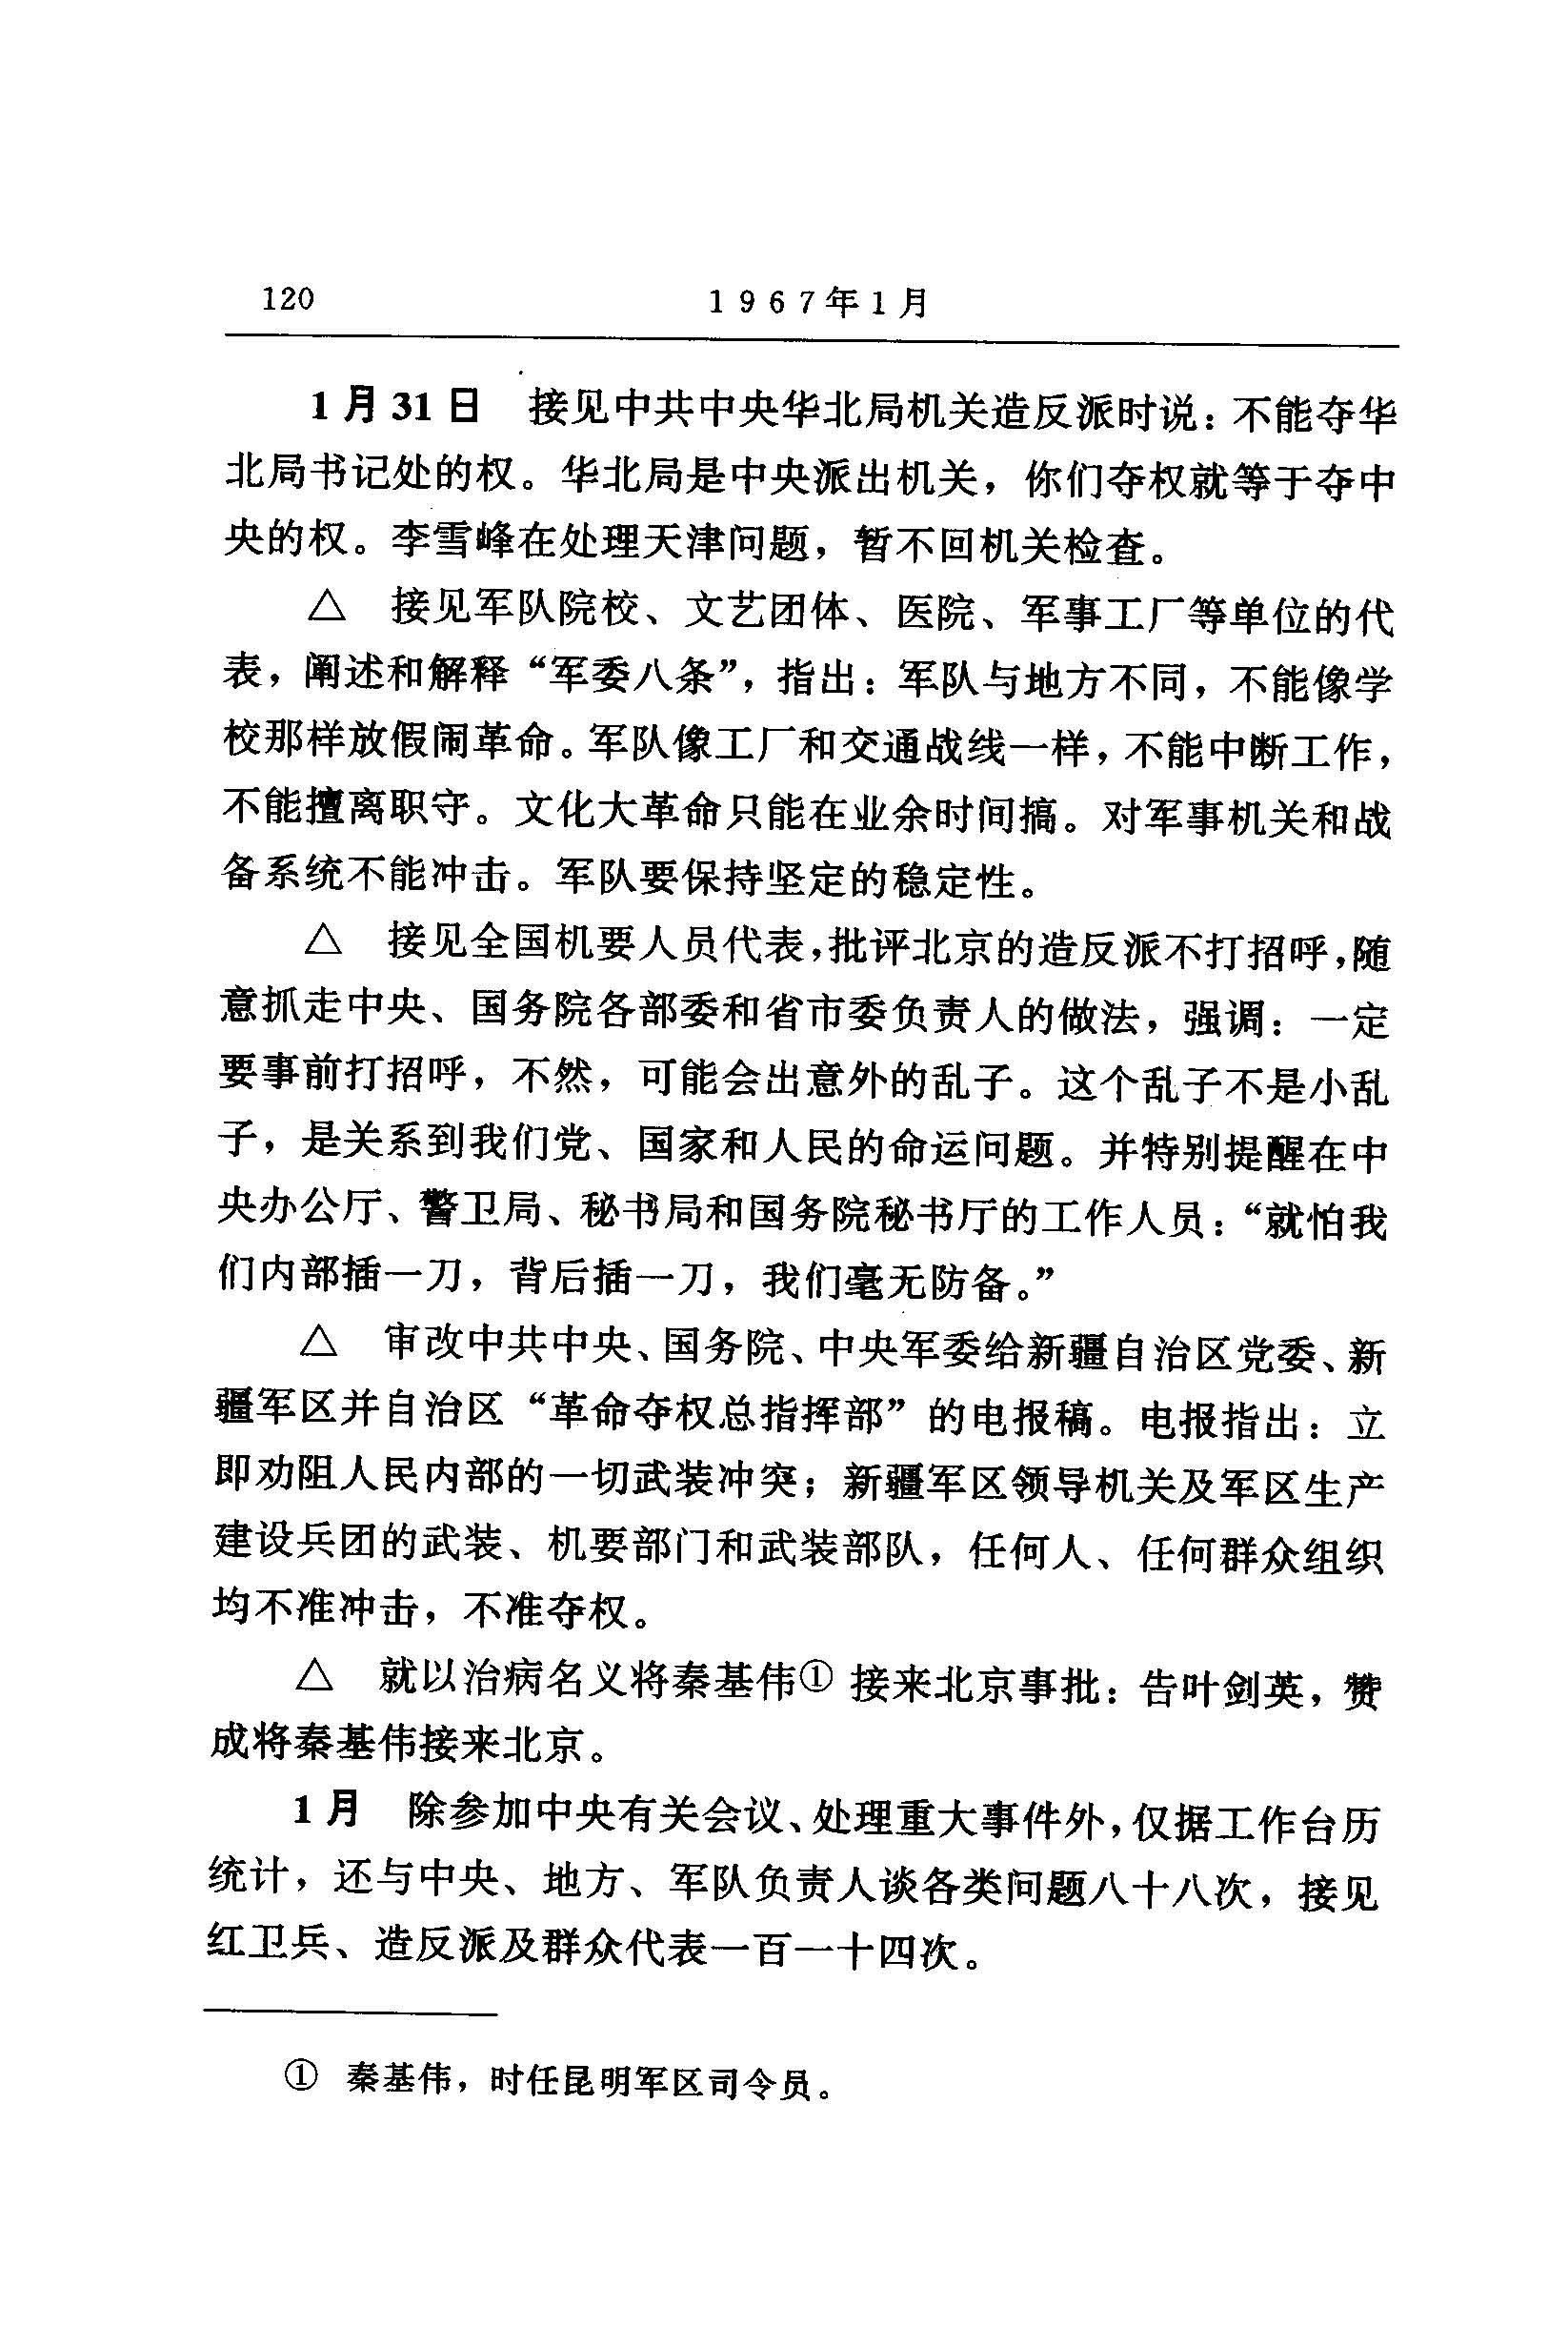 120
1967年1月
1月31日 接见中共中央华北局机关造反派时说：不能夺华
北局书记处的权。华北局是中央派出机关，你们夺权就等于夺中
央的权。李雪峰在处理天津问题，暂不回机关检查。
△ 接见军队院校、文艺团体、医院、军事工厂等单位的代
表，阐述和解释“军委八条”，指出：军队与地方不同，不能像学
校那样放假闹革命。军队像工厂和交通战线一样，不能中断工作，
不能擅离职守。文化大革命只能在业余时间搞。对军事机关和战
备系统不能冲击。军队要保持坚定的稳定性。
△ 接见全国机要人员代表，批评北京的造反派不打招呼，随
意抓走中央、国务院各部委和省市委负责人的做法，强调：一定
要事前打招呼，不然，可能会出意外的乱子。这个乱子不是小乱
子，是关系到我们党、国家和人民的命运问题。并特别提醒在中
央办公厅、警卫局、秘书局和国务院秘书厅的工作人员：“就怕我
们内部插一刀，背后插一刀，我们毫无防备。”
△ 审改中共中央、国务院、中央军委给新疆自治区党委、新
疆军区并自治区“革命夺权总指挥部”的电报稿。电报指出：立
即劝阻人民内部的一切武装冲突；新疆军区领导机关及军区生产
建设兵团的武装、机要部门和武装部队，任何人、任何群众组织
均不准冲击，不准夺权。
△ 就以治病名义将秦基伟① 接来北京事批：告叶剑英，赞
成将秦基伟接来北京。
1月 除参加中央有关会议、处理重大事件外，仅据工作台历
统计，还与中央、地方、军队负责人谈各类问题八十八次，接见
红卫兵、造反派及群众代表一百一十四次。
① 秦基伟，时任昆明军区司令员。